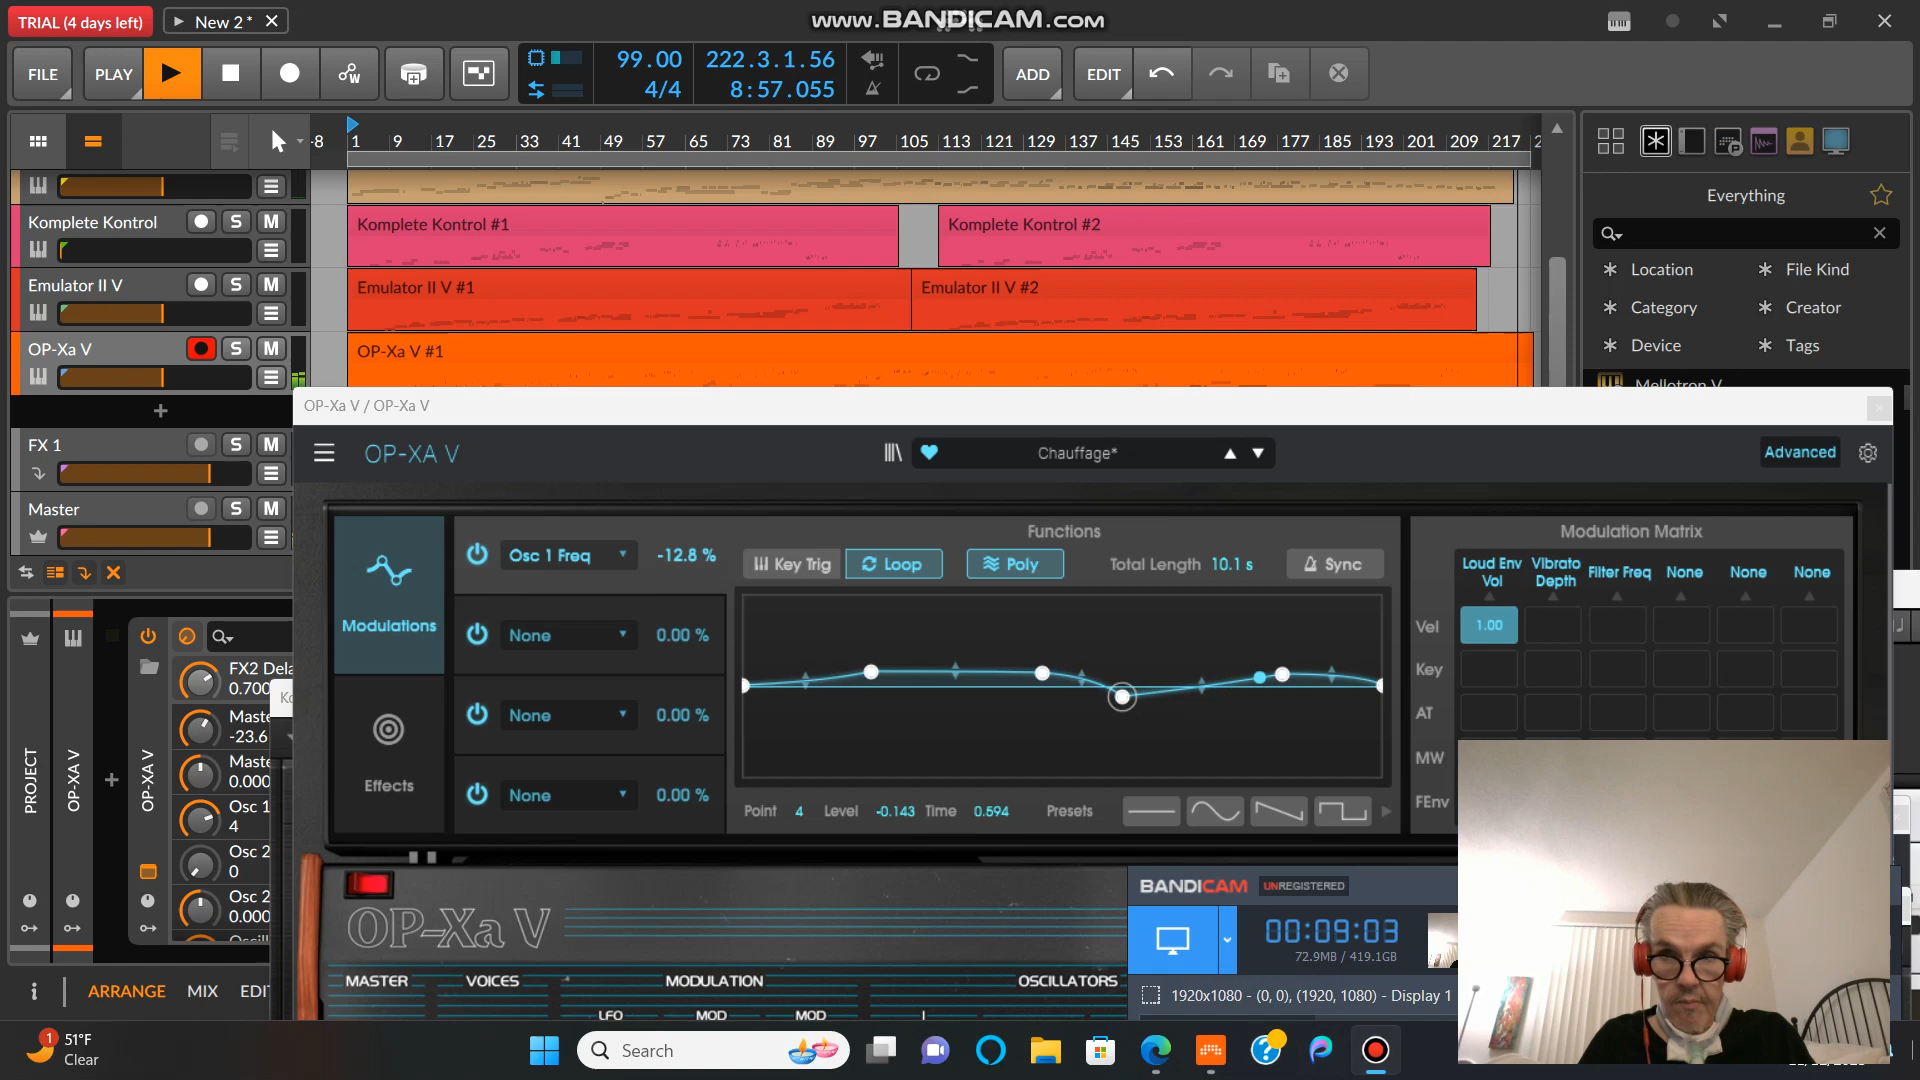 TRIAL (4 days left)
New 2 *
www.BANDICAM.com
FILE
PLAY
99.00
4/4
222.3.1.56
8:57.055
ADD
EDIT
-8 1 9 17 25 33 41 49 57 65 73 81 89 97 105 113 121 129 137 145 153 161 169 177 185 193 201 209 217
Everything
Location
File Kind
Category
Creator
Device
Tags
Mellotron V
S M
Komplete Kontrol
S M
Emulator II V
S M
OP-Xa V
S M
FX 1
S M
Master
S M
Komplete Kontrol #1
Komplete Kontrol #2
Emulator II V #1
Emulator II V #2
OP-Xa V #1
OP-Xa V / OP-Xa V
OP-XA V
Chauffage*
Advanced
Modulations
Effects
Osc 1 Freq
-12.8 %
None
0.00 %
None
0.00 %
None
0.00 %
Functions
Key Trig
Loop
Poly
Total Length 10.1 s
Sync
Point 4 Level -0.143 Time 0.594 Presets
Modulation Matrix
Loud Env Vol
Vibrato Depth
Filter Freq
None
None
None
Vel
1.00
Key
AT
MW
FEnv
PROJECT
OP-XA V
OP-XA V
FX2 Dela
0.700
Maste
-23.6
Maste
0.000
Osc 1
4
Osc 2
0
Osc 2
0.000
ARRANGE
MIX
EDIT
OP-Xa V
MASTER
VOICES
MODULATION
OSCILLATORS
LFO
MOD
MOD
BANDICAM
UNREGISTERED
00:09:03
72.9MB / 419.1GB
1920x1080 - (0, 0), (1920, 1080) - Display 1
1
51°F
Clear
Search